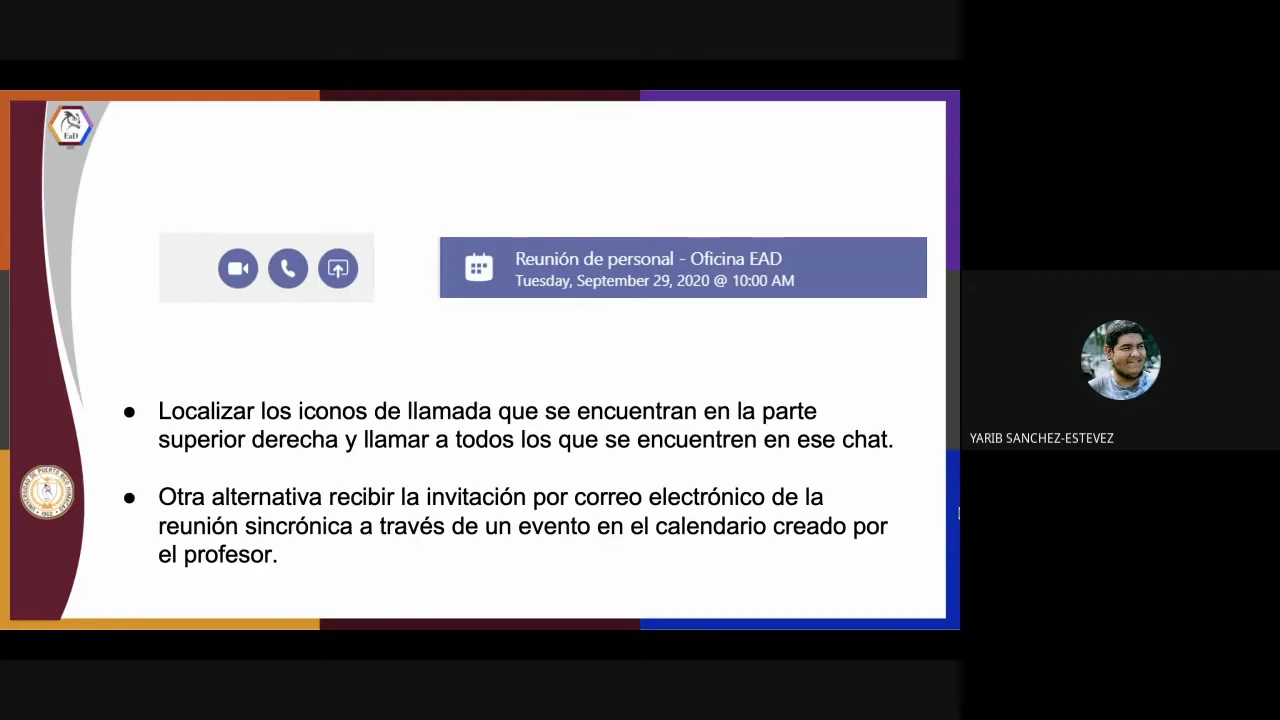 EaD
Reunión de personal - Oficina EAD
Tuesday, September 29, 2020 @ 10:00 AM
● Localizar los iconos de llamada que se encuentran en la parte
superior derecha y llamar a todos los que se encuentren en ese chat.
● Otra alternativa recibir la invitación por correo electrónico de la
reunión sincrónica a través de un evento en el calendario creado por
el profesor.
YARIB SANCHEZ-ESTEVEZ